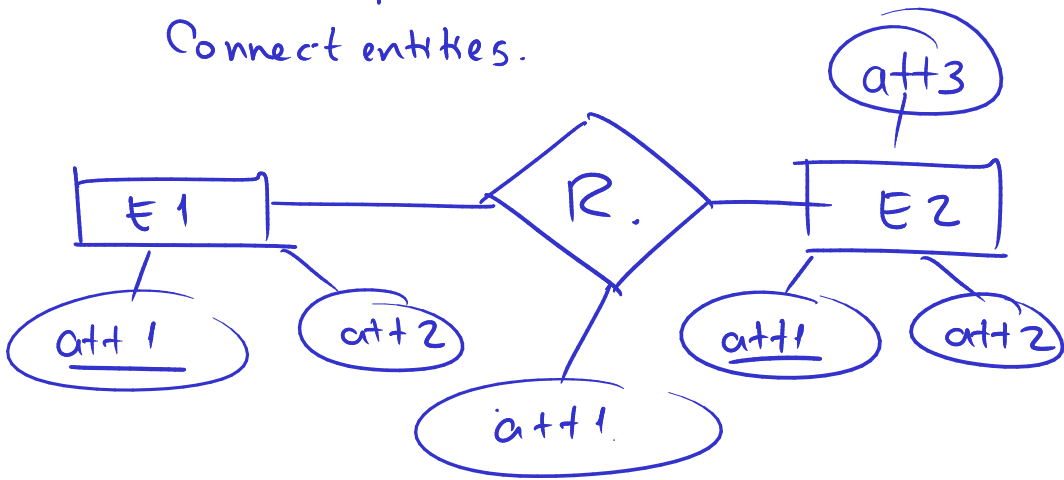 Connect entities.
att3
E1
R.
E2
att1
att2
att1
att2
att1.